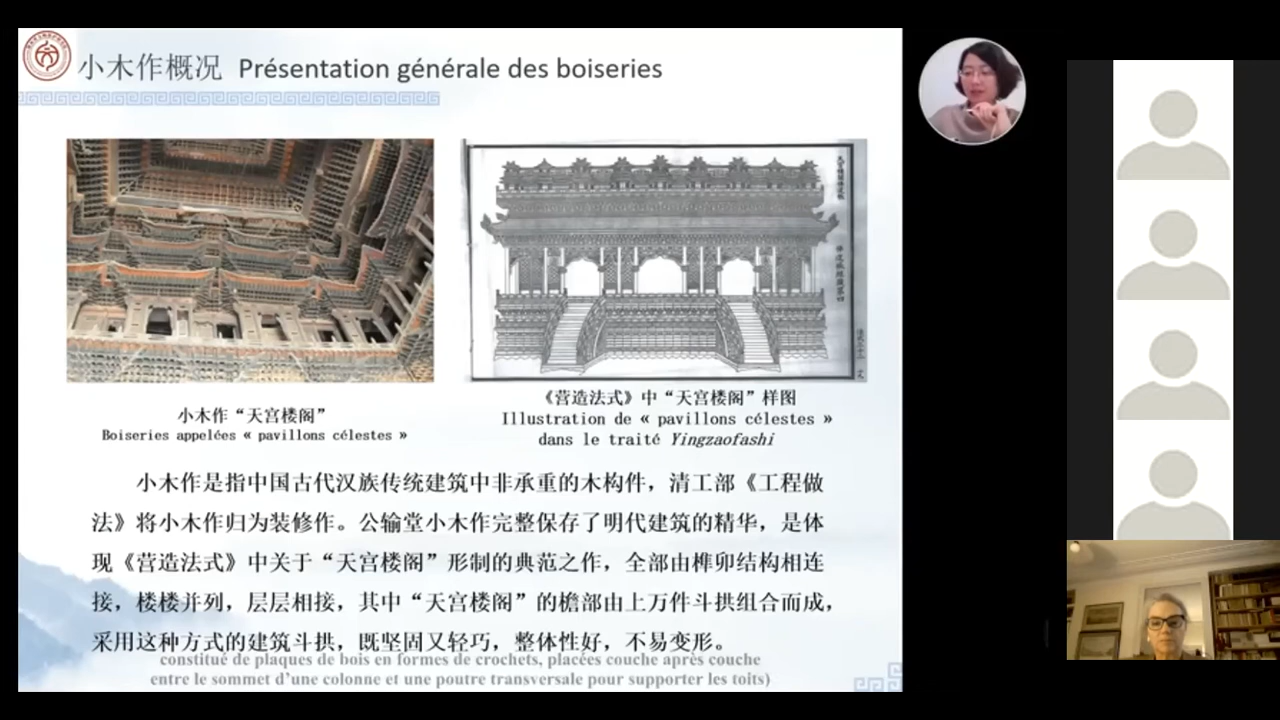 小木作概况 Présentation générale des boiseries
小木作“天宫楼阁”
Boiseries appelées « pavillons célestes »
《营造法式》中“天宫楼阁”样图
Illustration de « pavillons célestes »
dans le traité Yingzaofashi
小木作是指中国古代汉族传统建筑中非承重的木构件，清工部《工程做
法》将小木作归为装修作。公输堂小木作完整保存了明代建筑的精华，是体
现《营造法式》中关于“天宫楼阁”形制的典范之作，全部由榫卯结构相连
接，楼楼并列，层层相接，其中“天宫楼阁”的檐部由上万件斗拱组合而成，
采用这种方式的建筑斗拱，既坚固又轻巧，整体性好，不易变形。
constitué de plaques de bois en formes de crochets, placées couche après couche
entre le sommet d’une colonne et une poutre transversale pour supporter les toits)